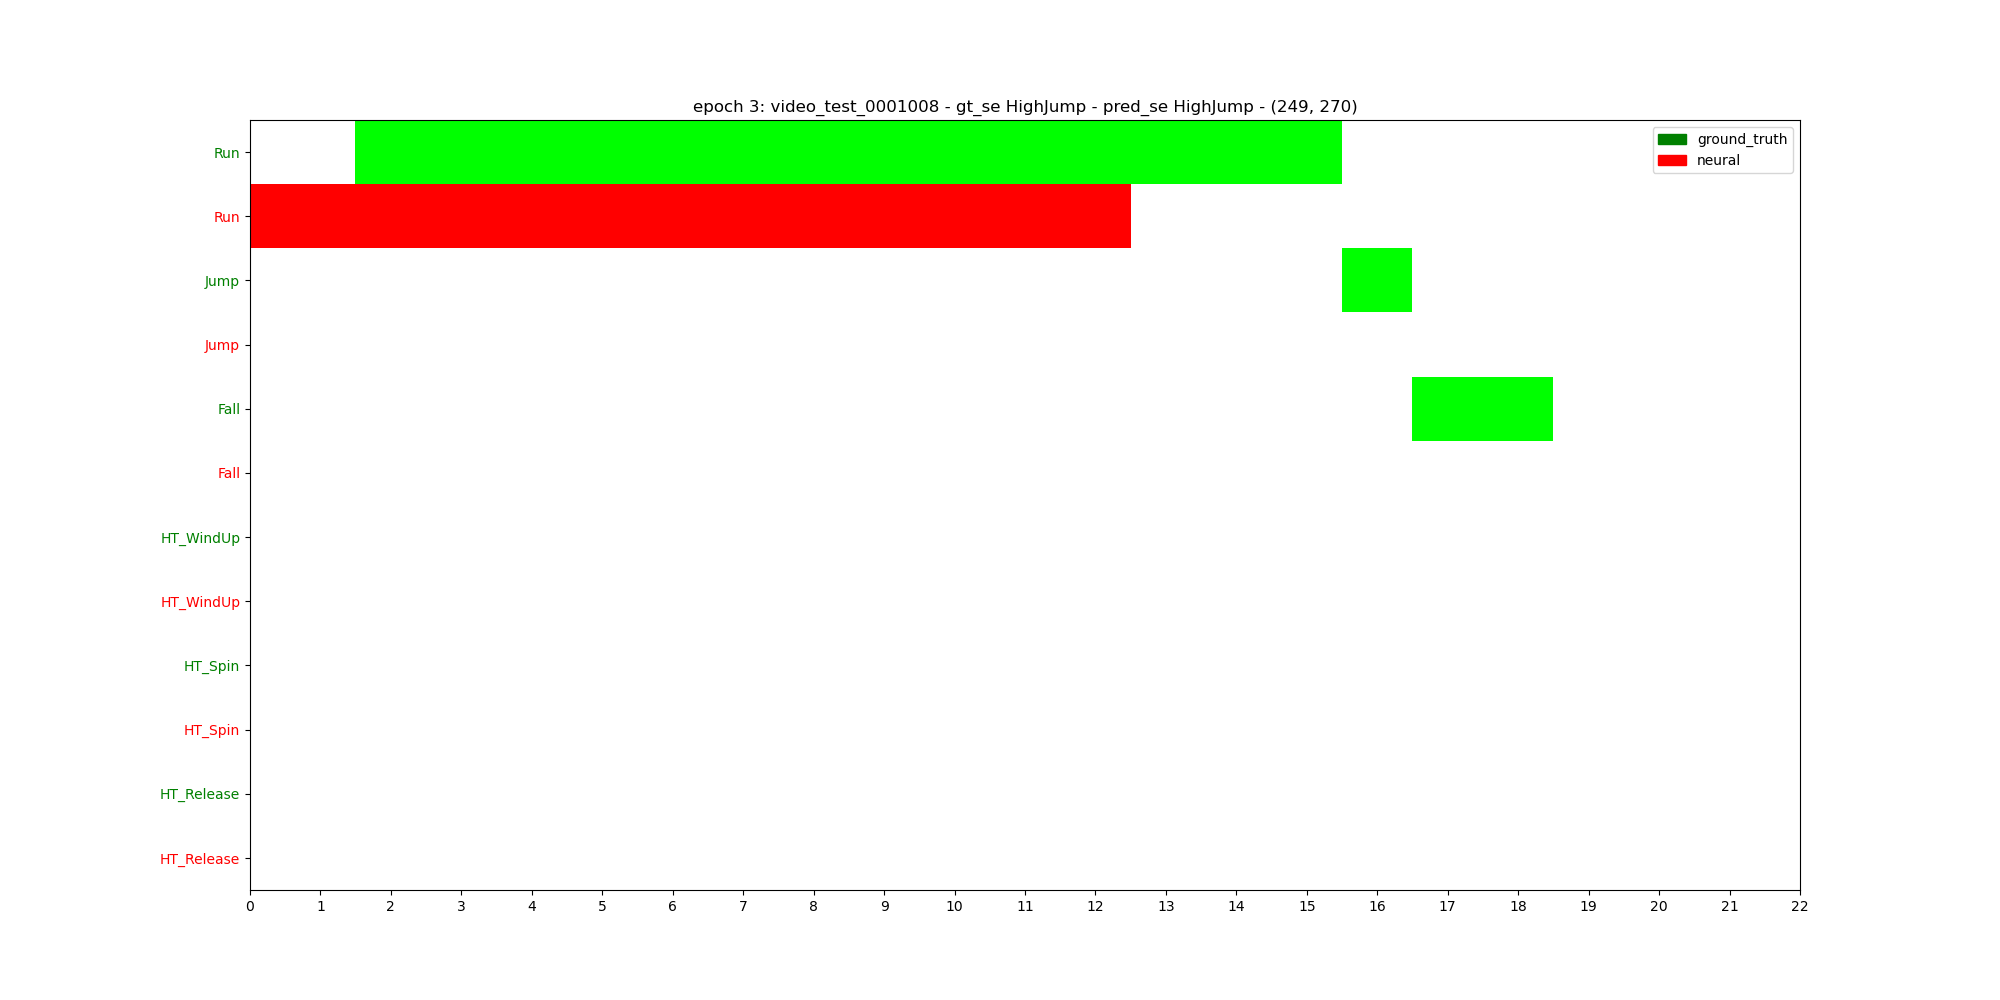 epoch 3: video_test_0001008 - gt_se HighJump - pred_se HighJump - (249, 270)
ground_truth
neural
Run
Run
Jump
Jump
Fall
Fall
HT_WindUp
HT_WindUp
HT_Spin
HT_Spin
HT_Release
HT_Release
0 1 2 3 4 5 6 7 8 9 10 11 12 13 14 15 16 17 18 19 20 21 22